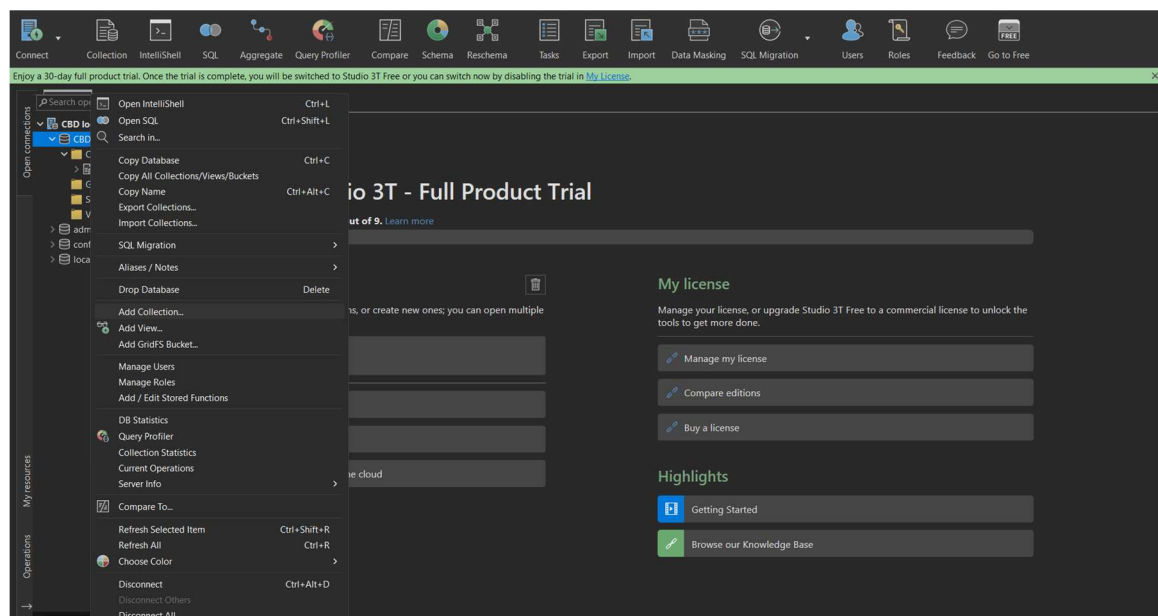 Connect
Collection
IntelliShell
SQL
Aggregate
Query Profiler
Compare
Schema
Reschema
Tasks
Export
Import
Data Masking
SQL Migration
Users
Roles
Feedback
FREE
Go to Free
Enjoy a 30-day full product trial. Once the trial is complete, you will be switched to Studio 3T Free or you can switch now by disabling the trial in My License.
Open connections
My resources
Operations
Search ope
CBD lo
CBD
adm
conf
loca
Open IntelliShell Ctrl+L
Open SQL Ctrl+Shift+L
Search in...
Copy Database Ctrl+C
Copy All Collections/Views/Buckets
Copy Name Ctrl+Alt+C
Export Collections...
Import Collections...
SQL Migration
Aliases / Notes
Drop Database Delete
Add Collection...
Add View...
Add GridFS Bucket...
Manage Users
Manage Roles
Add / Edit Stored Functions
DB Statistics
Query Profiler
Collection Statistics
Current Operations
Server Info
Compare To...
Refresh Selected Item Ctrl+Shift+R
Refresh All Ctrl+R
Choose Color
Disconnect Ctrl+Alt+D
Disconnect Others
Disconnect All
io 3T - Full Product Trial
ut of 9. Learn more
ns, or create new ones; you can open multiple
e cloud
My license
Manage your license, or upgrade Studio 3T Free to a commercial license to unlock the
tools to get more done.
Manage my license
Compare editions
Buy a license
Highlights
Getting Started
Browse our Knowledge Base